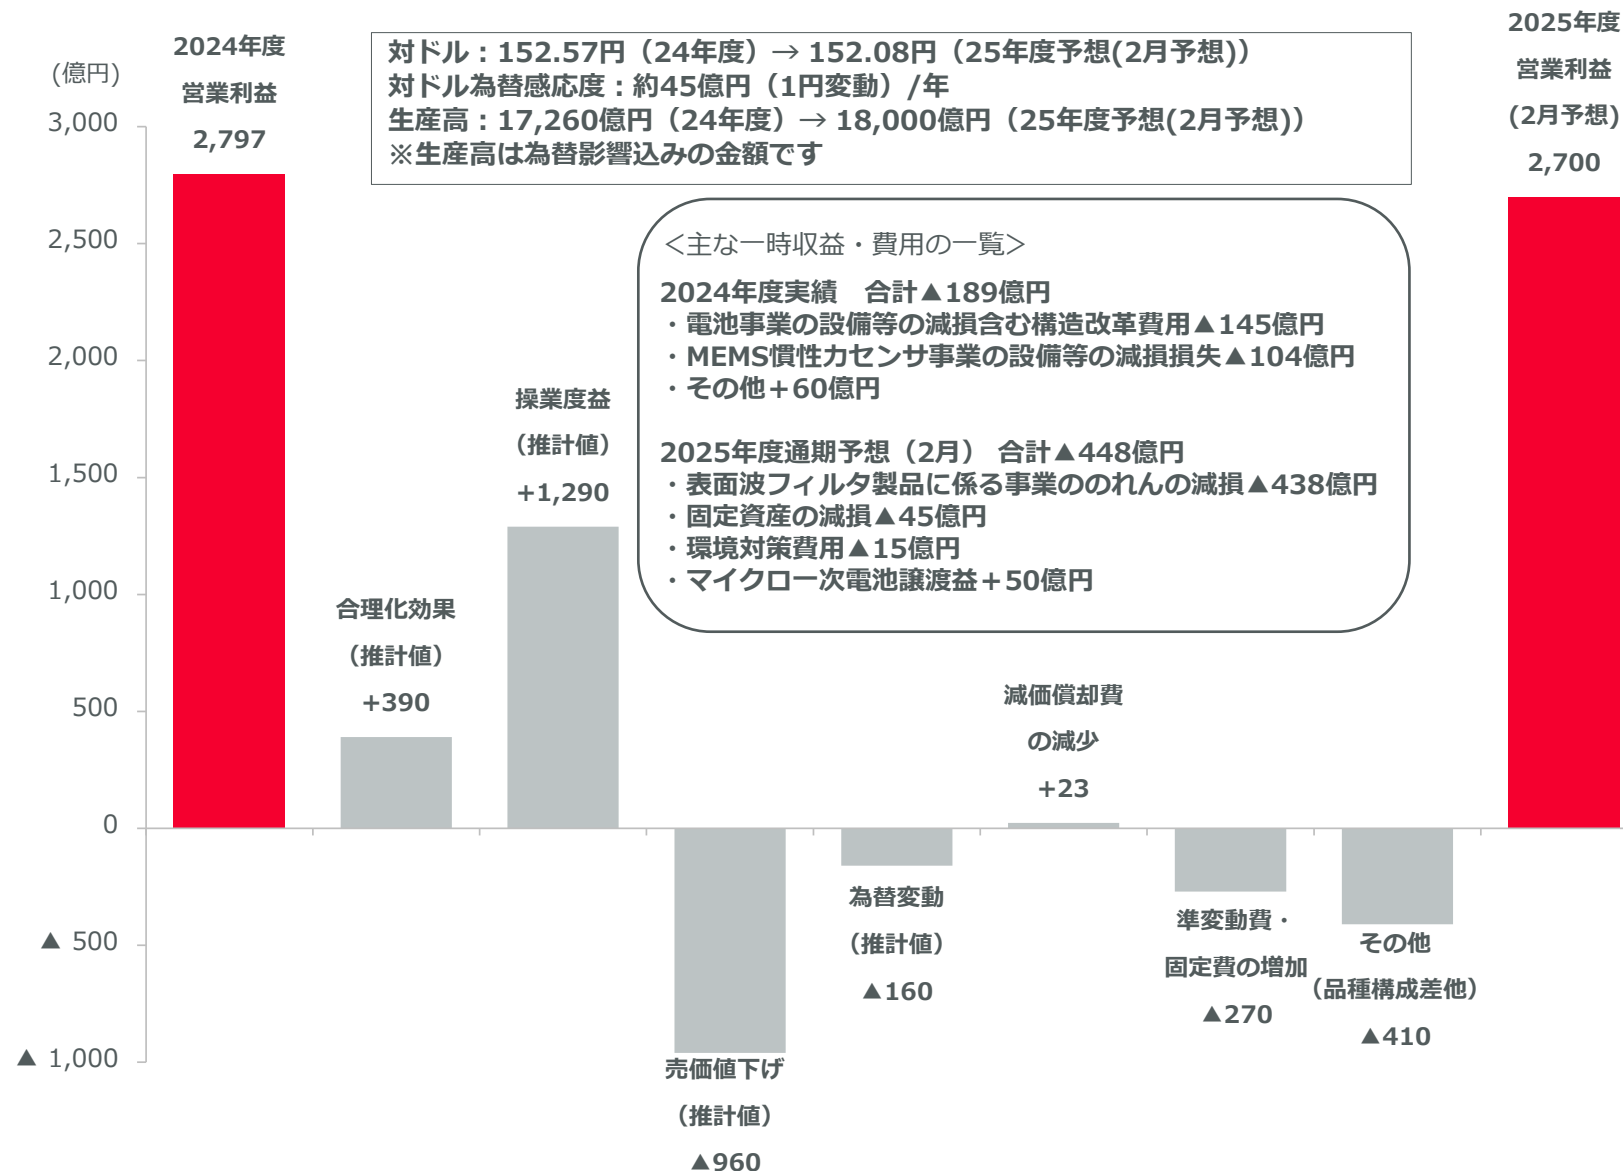 2024年度
営業利益
2,797
(億円)
3,000
2,500
2,000
1,500
1,000
500
0
▲ 500
▲ 1,000
対ドル：152.57円（24年度）→ 152.08円（25年度予想(2月予想)）
対ドル為替感応度：約45億円（1円変動）/年
生産高：17,260億円（24年度）→ 18,000億円（25年度予想(2月予想)）
※生産高は為替影響込みの金額です
2025年度
営業利益
(2月予想)
2,700
＜主な一時収益・費用の一覧＞
2024年度実績　合計▲189億円
・電池事業の設備等の減損含む構造改革費用▲145億円
・MEMS慣性力センサ事業の設備等の減損損失▲104億円
・その他＋60億円
2025年度通期予想（2月） 合計▲448億円
・表面波フィルタ製品に係る事業ののれんの減損▲438億円
・固定資産の減損▲45億円
・環境対策費用▲15億円
・マイクロ一次電池譲渡益＋50億円
合理化効果
（推計値）
+390
操業度益
（推計値）
+1,290
売価値下げ
（推計値）
▲960
為替変動
（推計値）
▲160
減価償却費
の減少
+23
準変動費・
固定費の増加
▲270
その他
（品種構成差他）
▲410